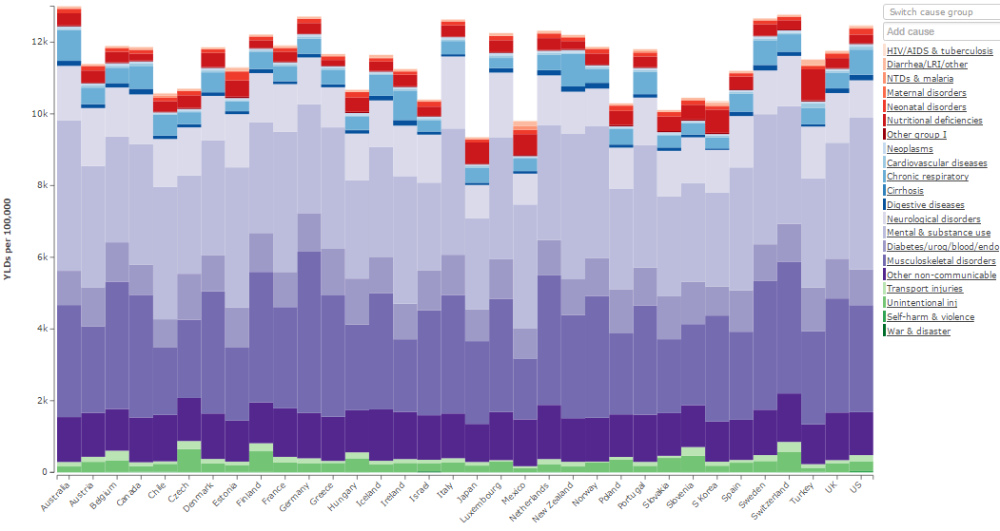 Switch cause group
Add cause
HIV/AIDS & tuberculosis
Diarrhea/LRI/other
NTDs & malaria
Maternal disorders
Neonatal disorders
Nutritional deficiencies
Other group I
Neoplasms
Cardiovascular diseases
Chronic respiratory
Cirrhosis
Digestive diseases
Neurological disorders
Mental & substance use
Diabetes/urog/blood/endo
Musculoskeletal disorders
Other non-communicable
Transport injuries
Unintentional inj
Self-harm & violence
War & disaster
YLDs per 100,000
12k
10k
8k
6k
4k
2k
0
Australia
Austria
Belgium
Canada
Chile
Czech
Denmark
Estonia
Finland
France
Germany
Greece
Hungary
Iceland
Ireland
Israel
Italy
Japan
Luxembourg
Mexico
Netherlands
New Zealand
Norway
Poland
Portugal
Slovakia
Slovenia
S Korea
Spain
Sweden
Switzerland
Turkey
UK
US